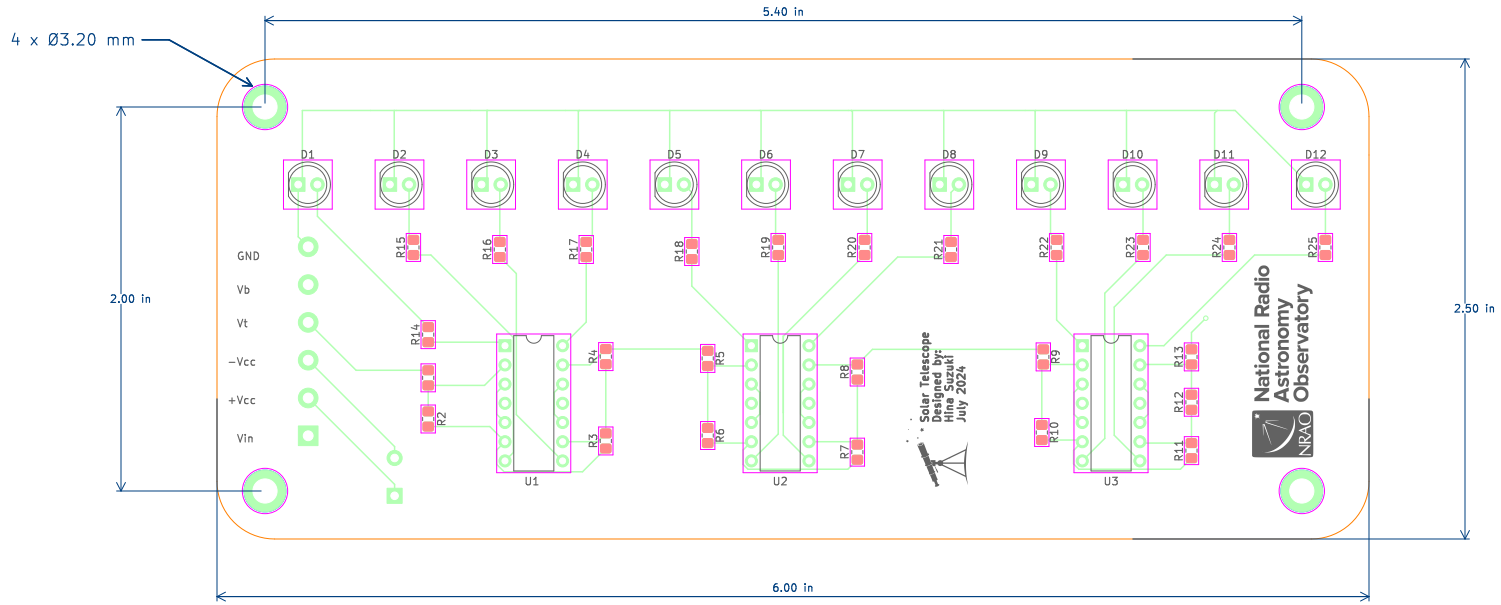 5.40 in
4 x Ø3.20 mm
D1 D2 D3 D4 D5 D6 D7 D8 D9 D10 D11 D12
R15 R16 R17 R18 R19 R20 R21 R22 R23 R24 R25
GND
Vb
Vt
-Vcc
+Vcc
Vin
2.00 in
2.50 in
R14
R2
R4
R3
R5
R6
R8
R7
R9
R10
R13
R12
R11
U1 U2 U3
Solar Telescope
Designed by:
Hina Suzuki
July 2024
National Radio
Astronomy
Observatory
NRAO
6.00 in